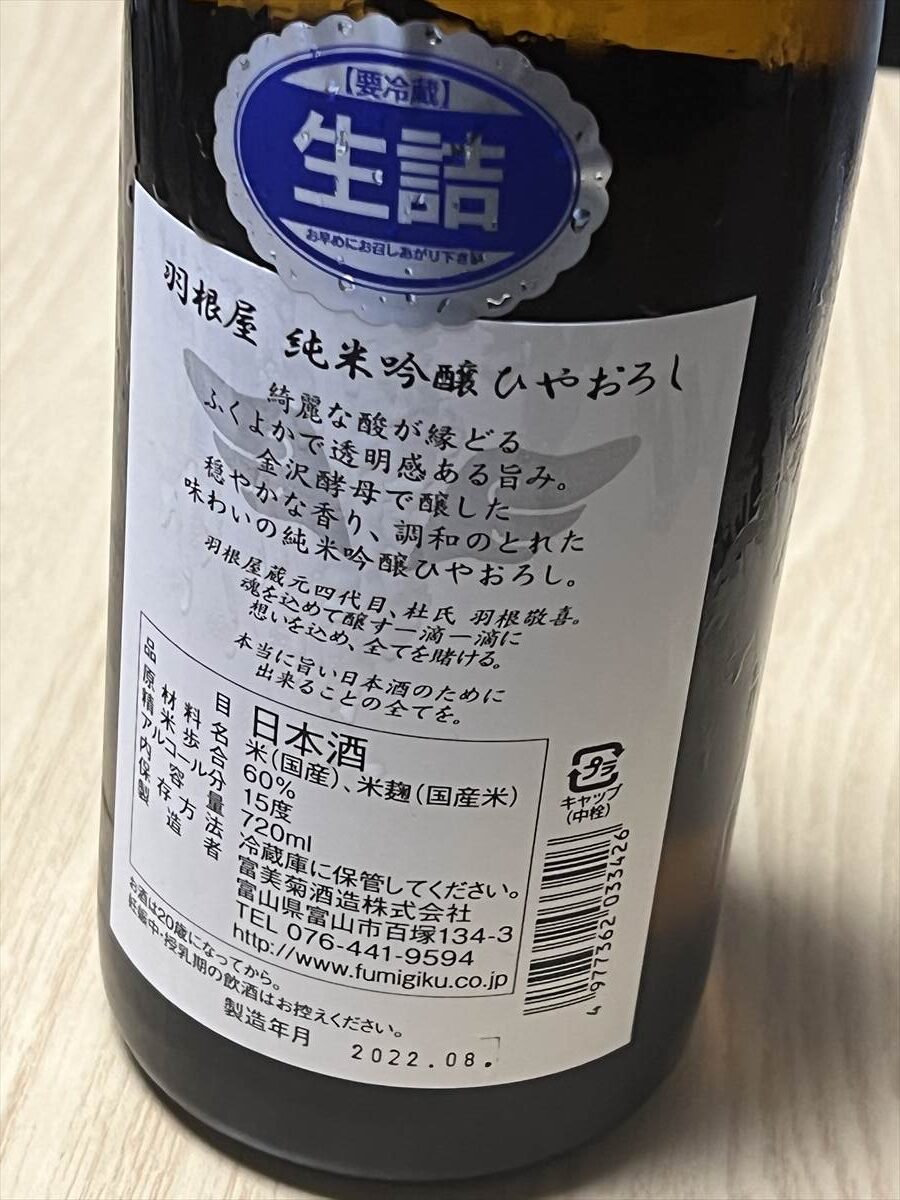 【要冷蔵】
生詰
お早めにお召しあがり下さい
羽根屋 純米吟醸 ひやおろし
綺麗な酸が縁どる
ふくよかで透明感ある旨み。
金沢酵母で醸した
穏やかな香り、調和のとれた
味わいの純米吟醸ひやおろし。
羽根屋蔵元四代目、杜氏 羽根敬喜。
魂を込めて醸す一滴一滴に
想いを込め、全てを賭ける。
本当に旨い日本酒のために
出来ることの全てを。
品目 日本酒
原材料名 米(国産)、米麹(国産米)
精米歩合 60%
アルコール分 15度
内容量 720ml
保存方法 冷蔵庫に保管してください。
製造者 富美菊酒造株式会社
富山県富山市百塚134-3
TEL 076-441-9594
http://www.fumigiku.co.jp
プラ
キャップ
(中栓)
4 977362 033426
お酒は20歳になってから。
妊娠中・授乳期の飲酒はお控えください。
製造年月 2022.08.